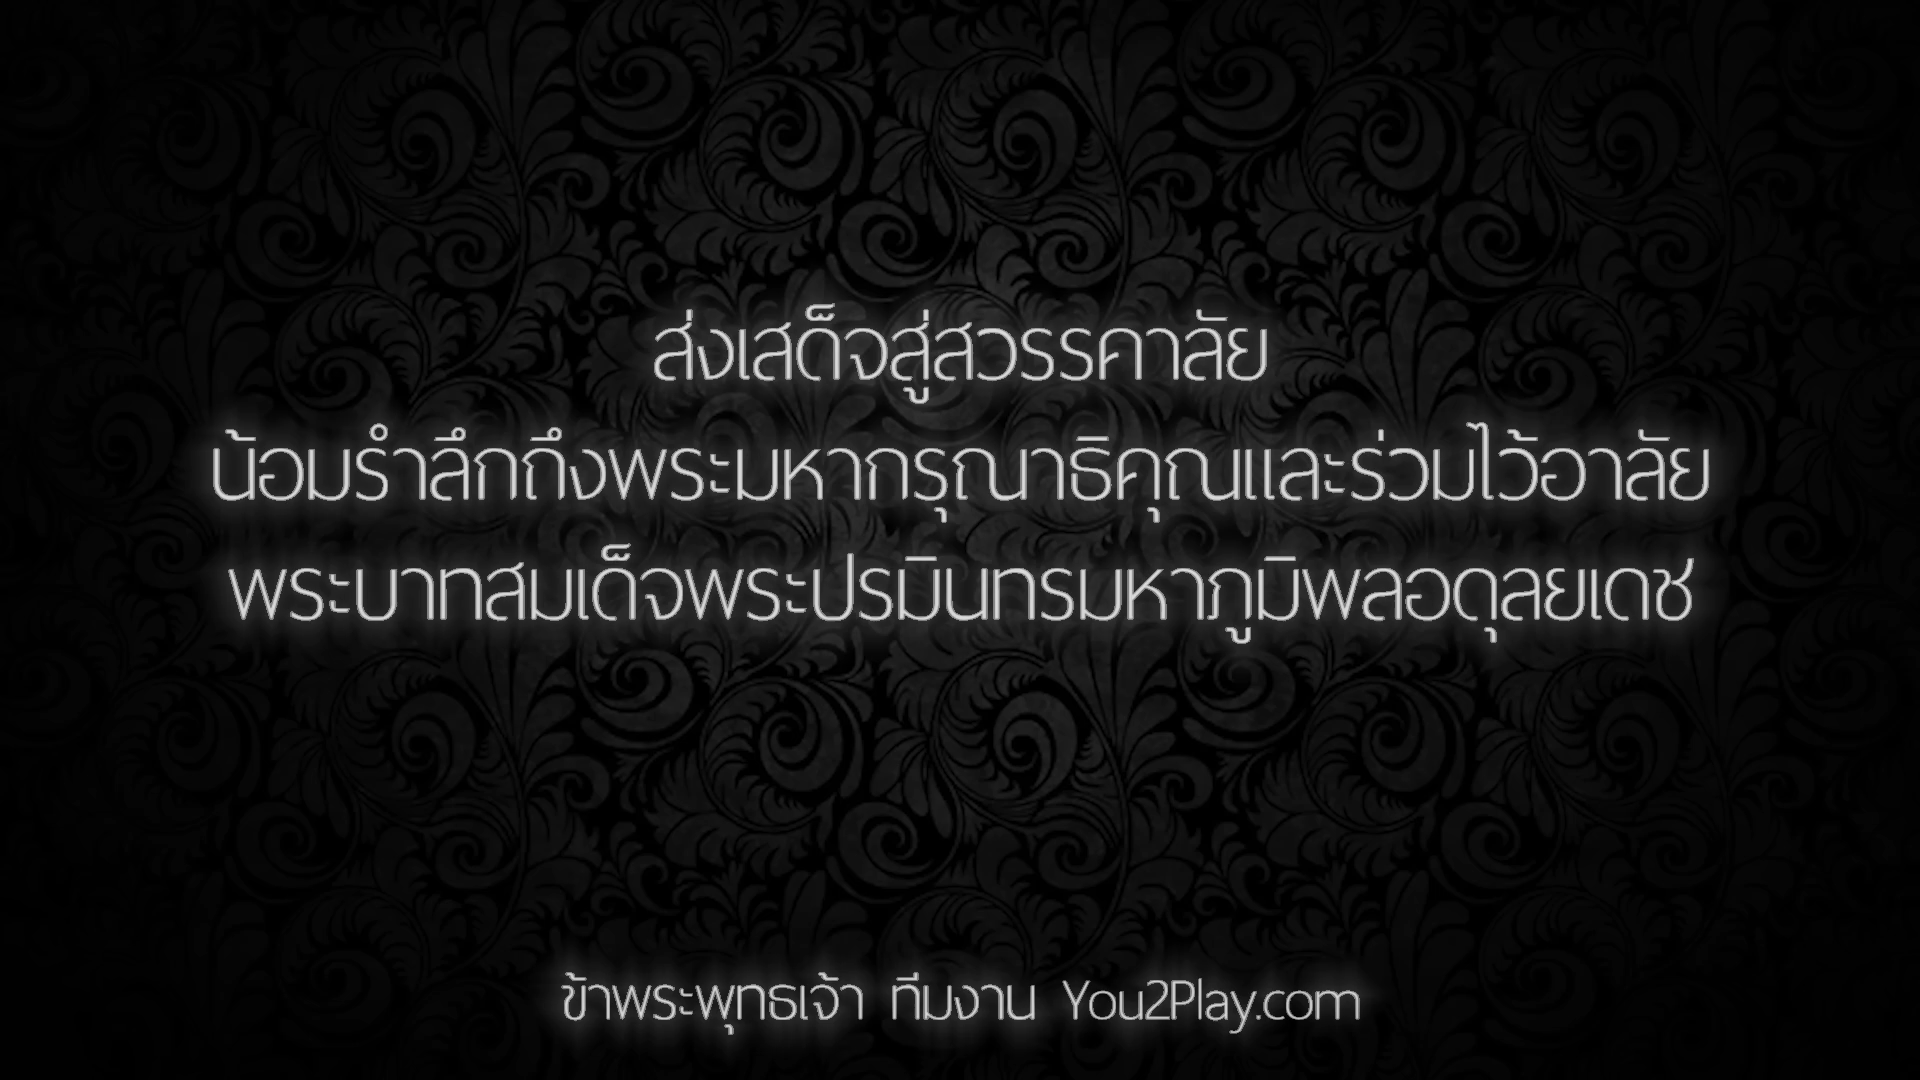 ส่งเสด็จสู่สวรรคาลัย
น้อมรำลึกถึงพระมหากรุณาธิคุณและร่วมไว้อาลัย
พระบาทสมเด็จพระปรมินทรมหาภูมิพลอดุลยเดช
ข้าพระพุทธเจ้า ทีมงาน You2Play.com